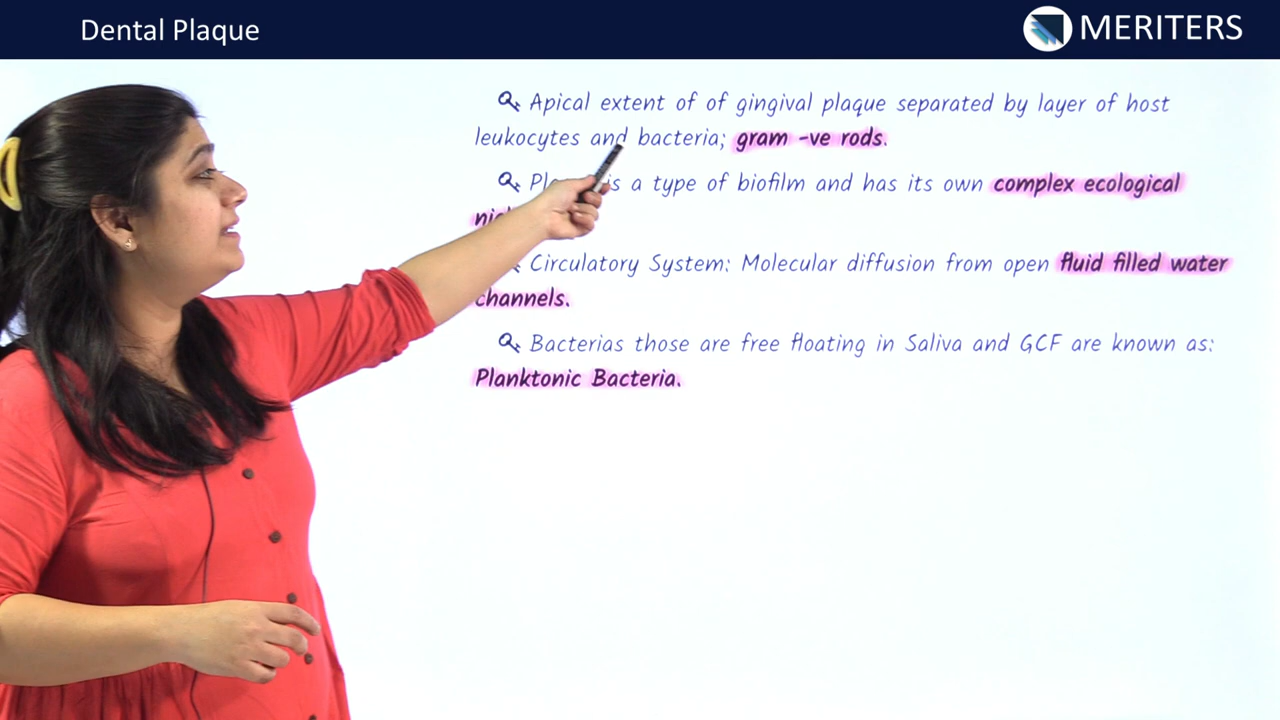 Dental Plaque
MERITERS
Apical extent of of gingival plaque separated by layer of host
leukocytes and bacteria; gram -ve rods.
is a type of biofilm and has its own complex ecological
Circulatory System: Molecular diffusion from open fluid filled water
channels.
Bacterias those are free floating in Saliva and GCF are known as:
Planktonic Bacteria.